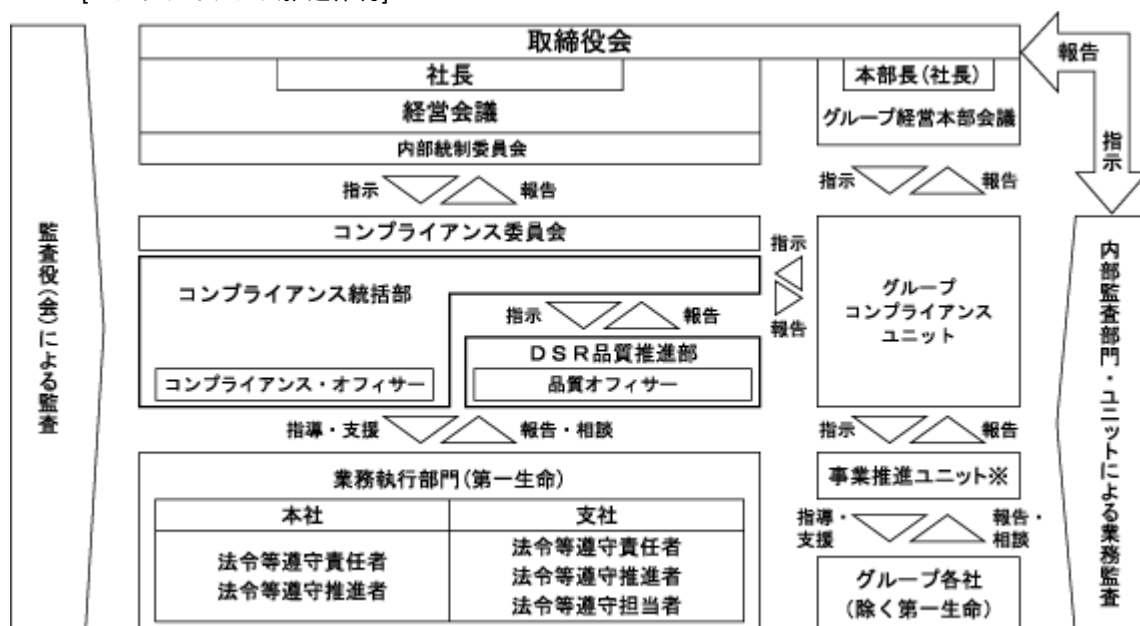 取締役会
社長
経営会議
内部統制委員会
本部長(社長)
グループ経営本部会議
報告
指示
指示
報告
指示
報告
監査役(会)による監査
コンプライアンス委員会
コンプライアンス統括部
コンプライアンス・オフィサー
指示
報告
DSR品質推進部
品質オフィサー
指示
報告
グループ
コンプライアンス
ユニット
内部監査部門・ユニットによる業務監査
指導・支援
報告・相談
指示
報告
業務執行部門(第一生命)
本社
支社
法令等遵守責任者
法令等遵守推進者
法令等遵守責任者
法令等遵守推進者
法令等遵守担当者
事業推進ユニット※
指導・
支援
報告・
相談
グループ各社
(除く第一生命)